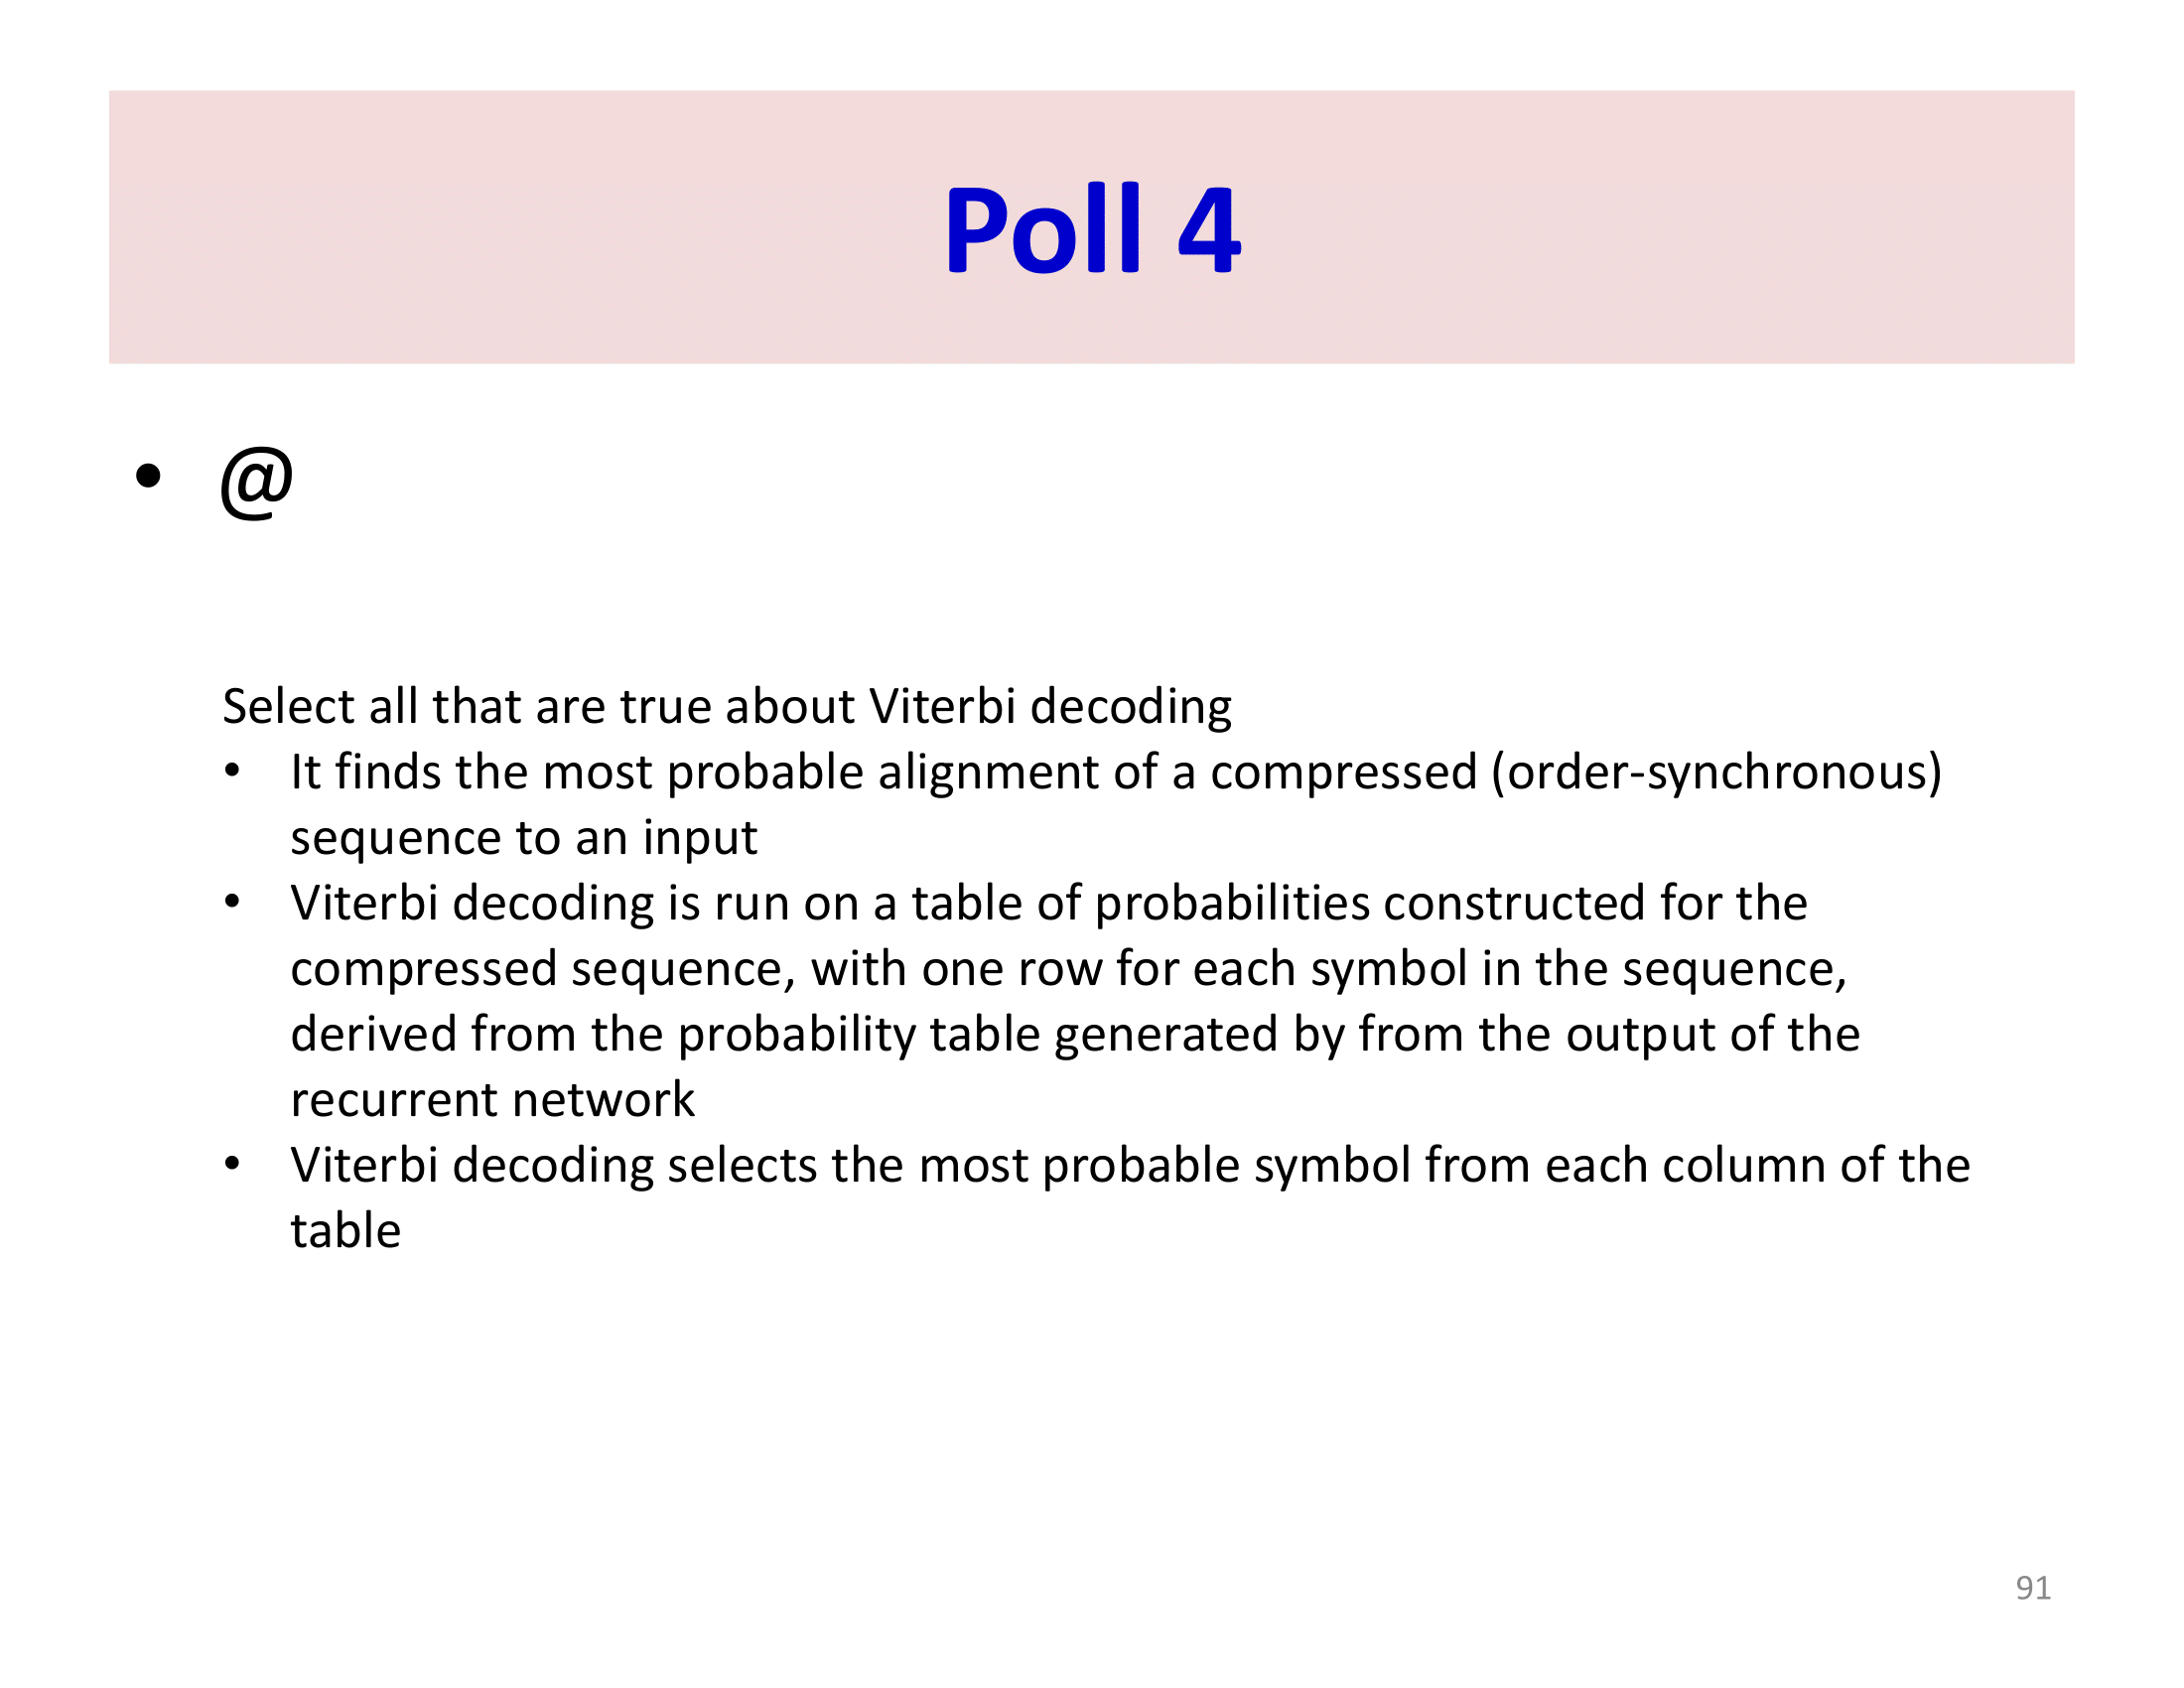 Poll 4
• @
Select all that are true about Viterbi decoding
• It finds the most probable alignment of a compressed (order-synchronous)
sequence to an input
• Viterbi decoding is run on a table of probabilities constructed for the
compressed sequence, with one row for each symbol in the sequence,
derived from the probability table generated by from the output of the
recurrent network
• Viterbi decoding selects the most probable symbol from each column of the
table
91